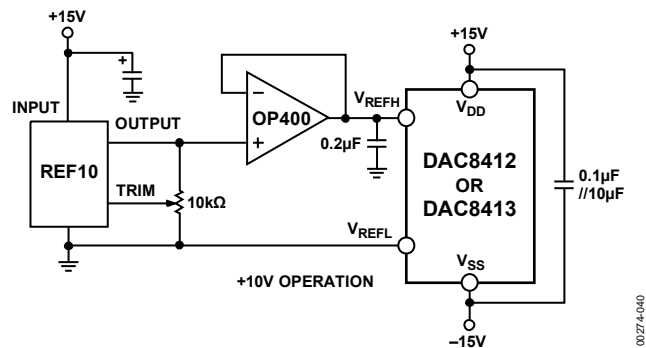 +15V
+
INPUT
OUTPUT
REF10
TRIM
10kΩ
-
+
OP400
VREFH
0.2µF
+15V
VDD
DAC8412
OR
DAC8413
0.1µF
//10µF
VREFL
VSS
+10V OPERATION
–15V
00274-040